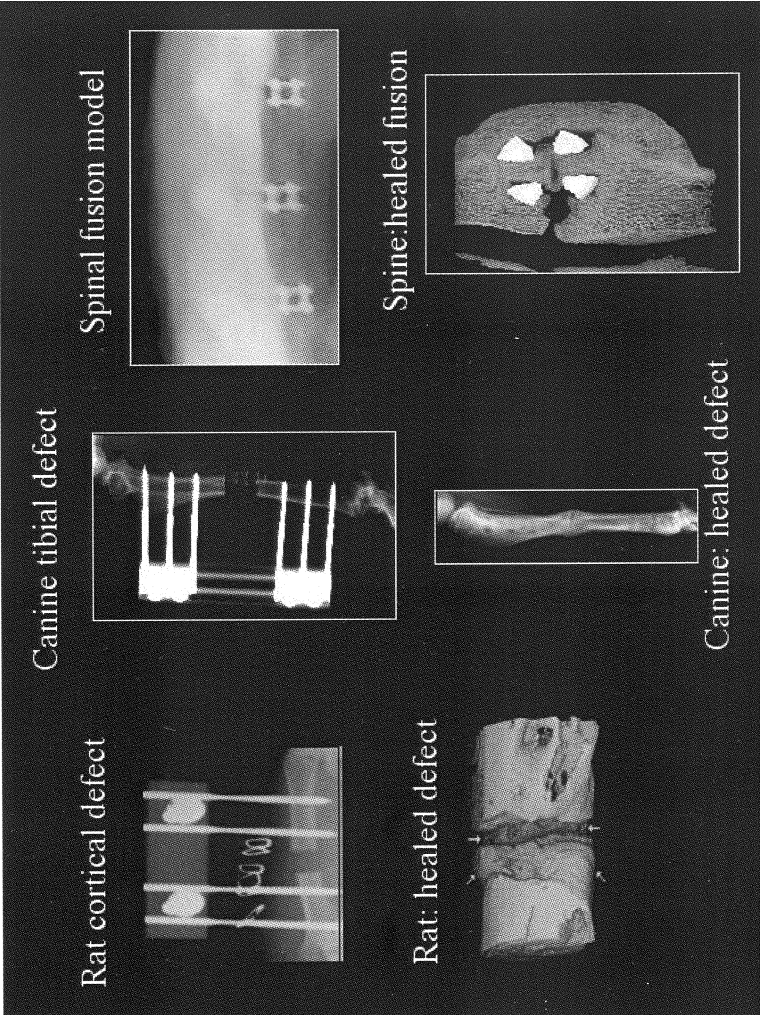 Rat cortical defect
Canine tibial defect
Spinal fusion model
Rat: healed defect
Canine: healed defect
Spine:healed fusion